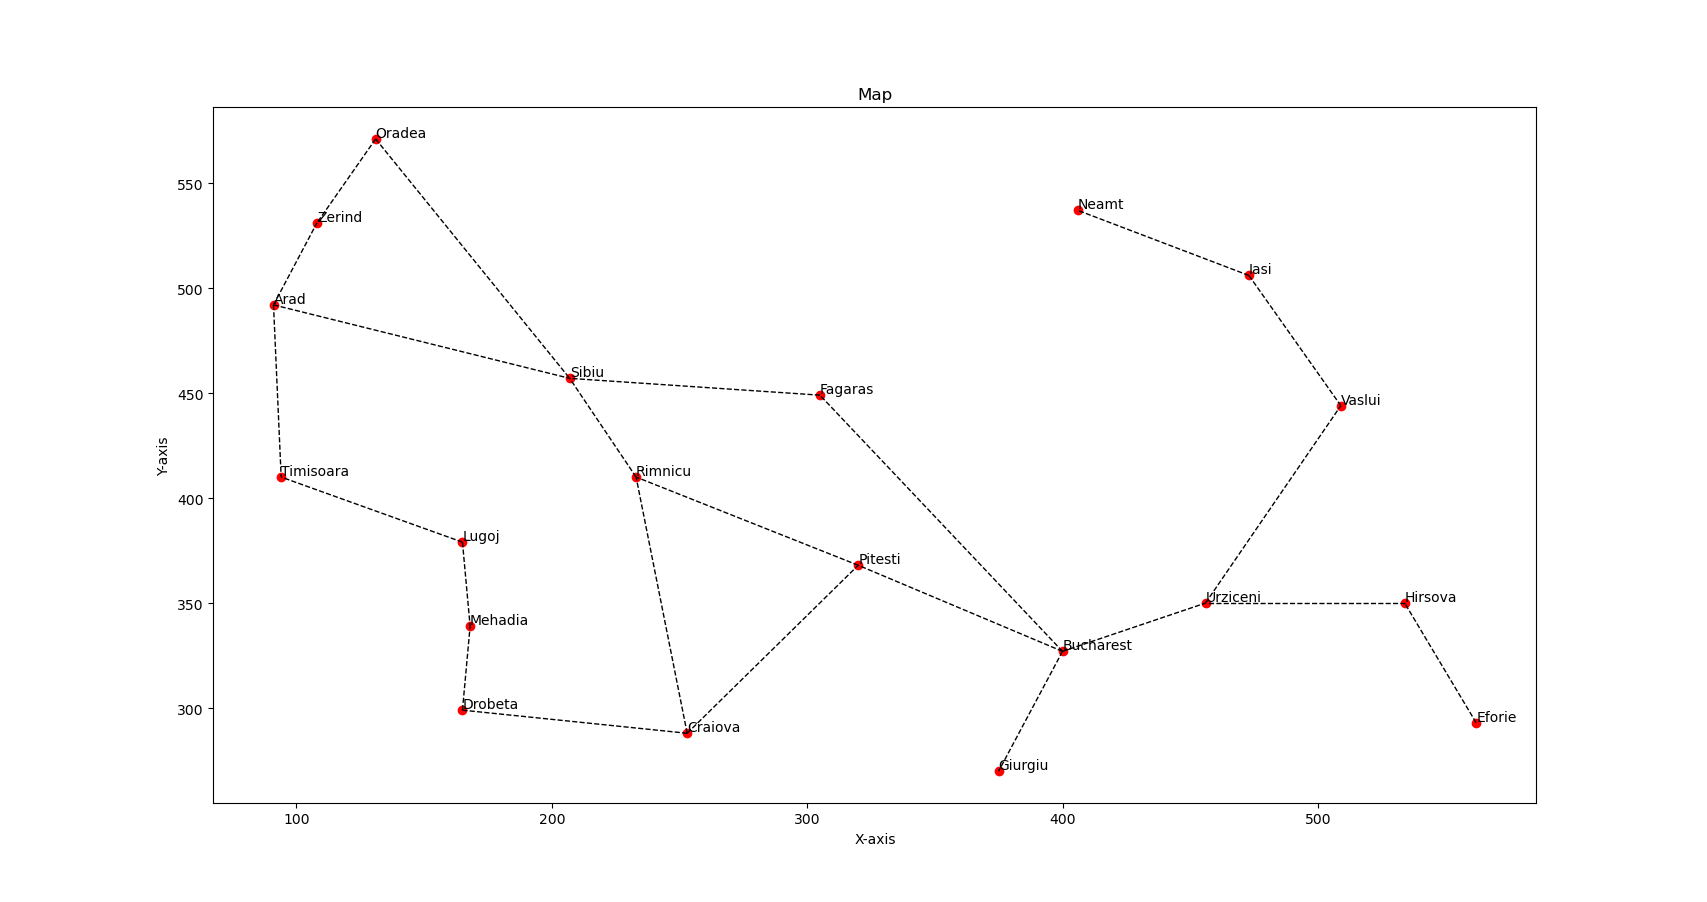 Map
Oradea
550
Neamt
Zerind
Iasi
500
Arad
Sibiu
Fagaras
450
Vaslui
Y-axis
Timisoara
Rimnicu
400
Lugoj
Pitesti
350
Urziceni
Hirsova
Mehadia
Bucharest
300
Drobeta
Eforie
Craiova
Giurgiu
100 200 300 400 500
X-axis